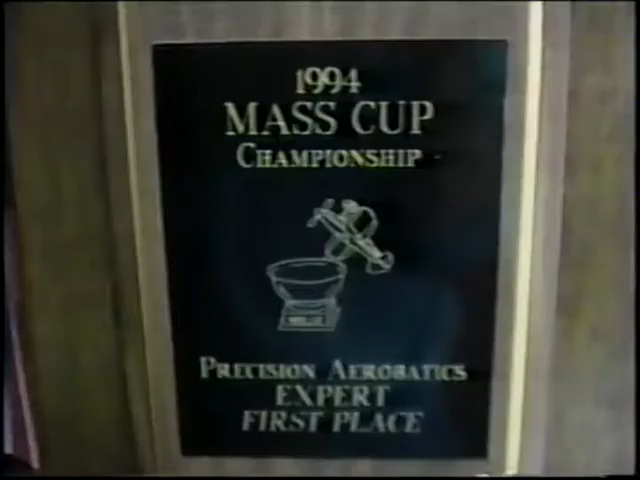 1994
MASS CUP
CHAMPIONSHIP
PRECISION AEROBATICS
EXPERT
FIRST PLACE